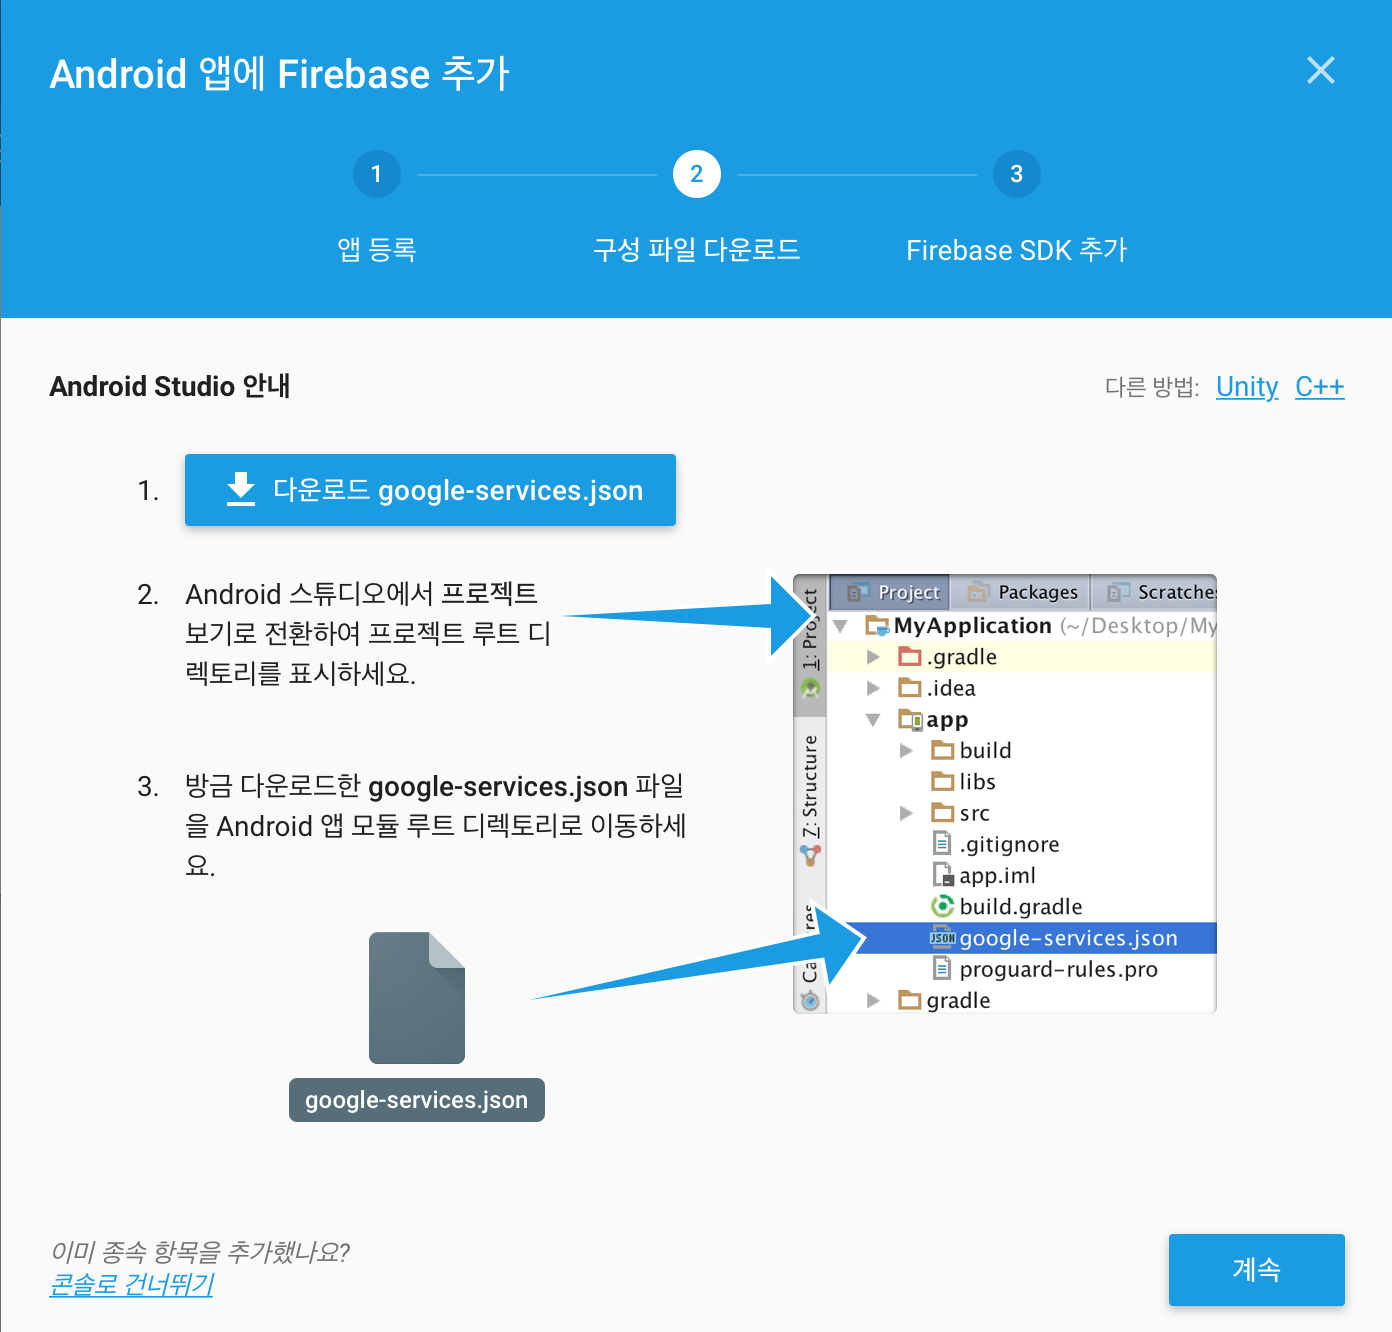 Android 앱에 Firebase 추가
1
2
3
앱 등록
구성 파일 다운로드
Firebase SDK 추가
Android Studio 안내
다른 방법: Unity C++
1. 다운로드 google-services.json
2. Android 스튜디오에서 프로젝트
보기로 전환하여 프로젝트 루트 디
렉토리를 표시하세요.
3. 방금 다운로드한 google-services.json 파일
을 Android 앱 모듈 루트 디렉토리로 이동하세
요.
google-services.json
1: Project
Z: Structure
Project Packages Scratches
MyApplication (~/Desktop/My
.gradle
.idea
app
build
libs
src
.gitignore
app.iml
build.gradle
JSON google-services.json
proguard-rules.pro
gradle
이미 종속 항목을 추가했나요?
콘솔로 건너뛰기
계속